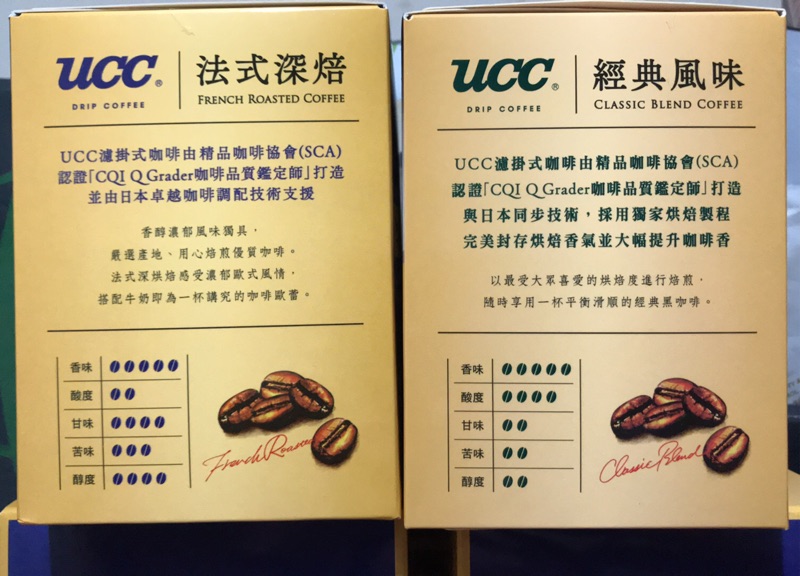 UCC®
DRIP COFFEE
法式深焙
FRENCH ROASTED COFFEE
UCC濾掛式咖啡由精品咖啡協會(SCA)
認證「CQI Q Grader咖啡品質鑑定師」打造
並由日本卓越咖啡調配技術支援
香醇濃郁風味獨具，
嚴選產地、用心焙煎優質咖啡。
法式深烘焙感受濃郁歐式風情，
搭配牛奶即為一杯講究的咖啡歐蕾。
香味
酸度
甘味
苦味
醇度
French Roasted
UCC®
DRIP COFFEE
經典風味
CLASSIC BLEND COFFEE
UCC濾掛式咖啡由精品咖啡協會(SCA)
認證「CQI Q Grader咖啡品質鑑定師」打造
與日本同步技術，採用獨家烘焙製程
完美封存烘焙香氣並大幅提升咖啡香
以最受大眾喜愛的烘焙度進行焙煎，
隨時享用一杯平衡滑順的經典黑咖啡。
香味
酸度
甘味
苦味
醇度
Classic Blend